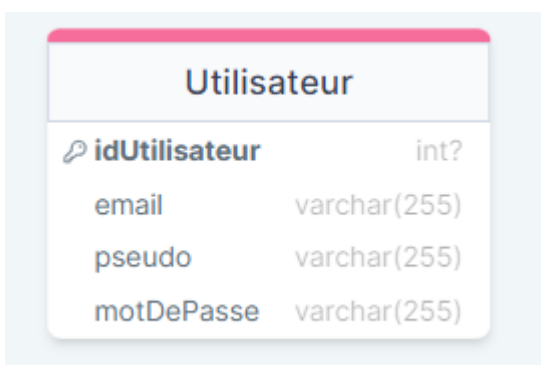 Utilisateur
idUtilisateur int?
email varchar(255)
pseudo varchar(255)
motDePasse varchar(255)